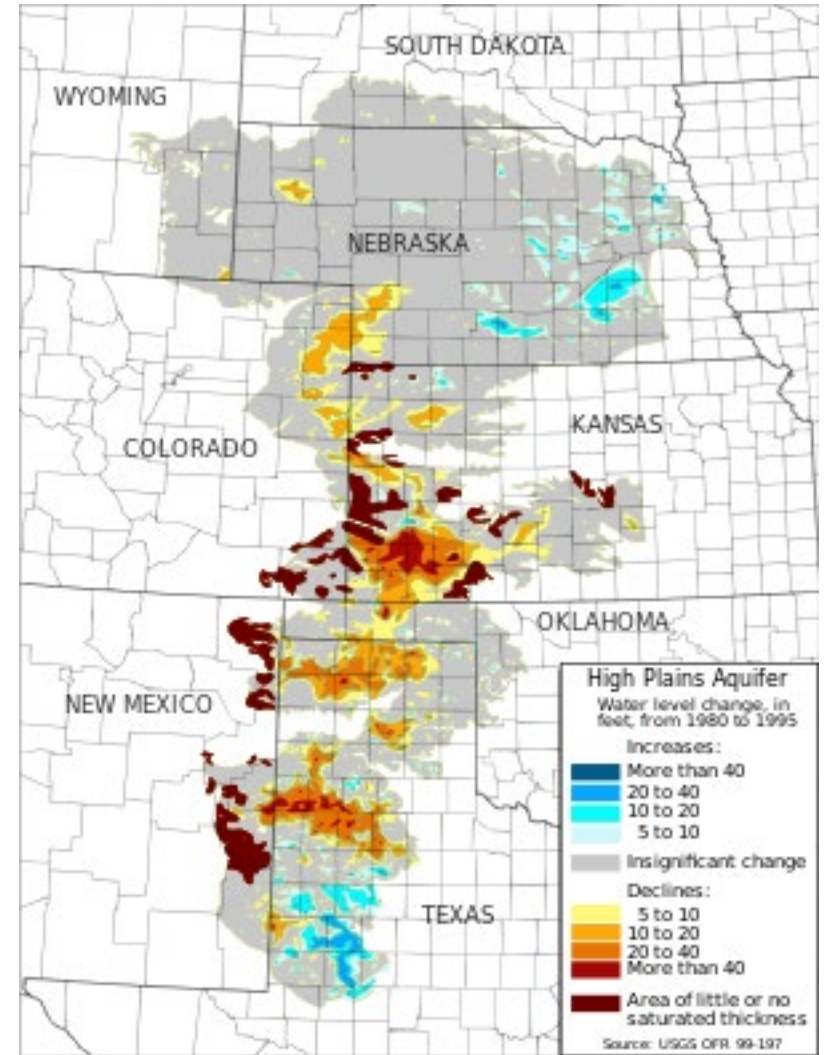 SOUTH DAKOTA
WYOMING
NEBRASKA
KANSAS
COLORADO
OKLAHOMA
NEW MEXICO
TEXAS
High Plains Aquifer
Water level change, in
feet, from 1980 to 1995
Increases:
More than 40
20 to 40
10 to 20
5 to 10
Insignificant change
Declines:
5 to 10
10 to 20
20 to 40
More than 40
Area of little or no
saturated thickness
Source: USGS OFR 99-197